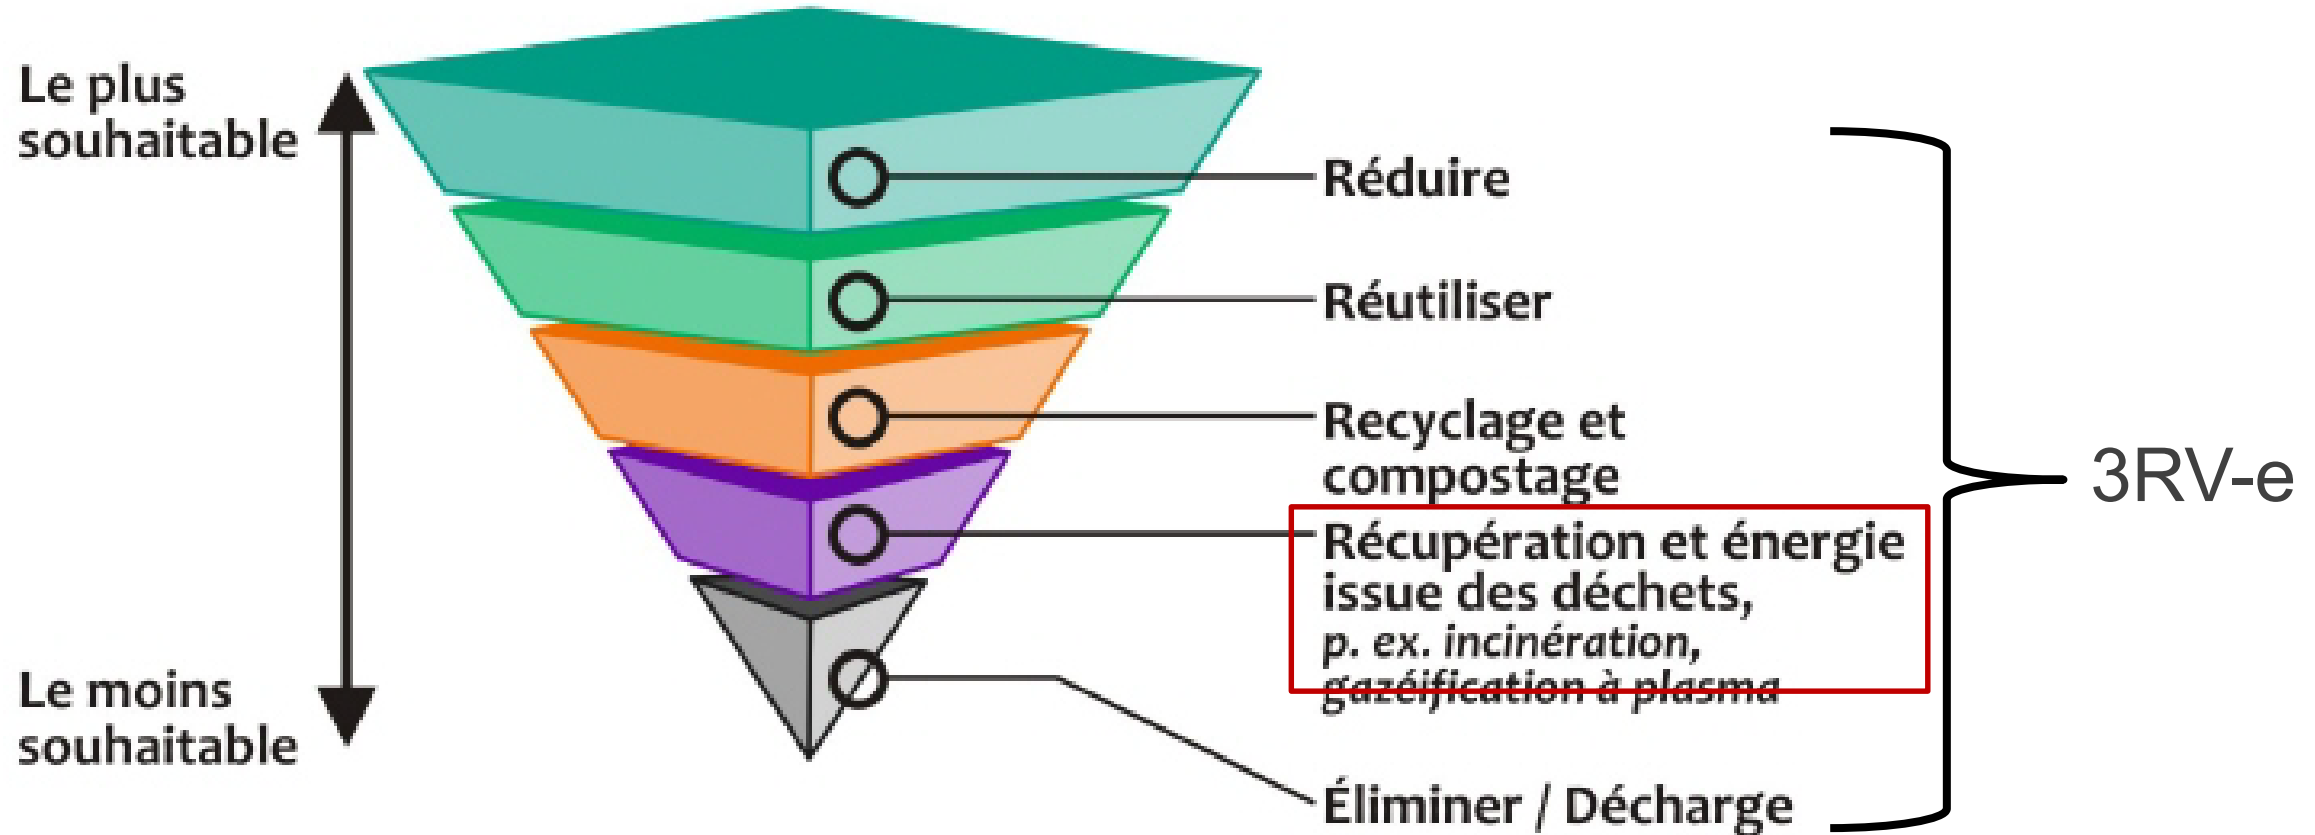 Le plus
souhaitable
Réduire
Réutiliser
Recyclage et
compostage
Récupération et énergie
issue des déchets,
p. ex. incinération,
gazéification à plasma
Éliminer / Décharge
Le moins
souhaitable
3RV-e